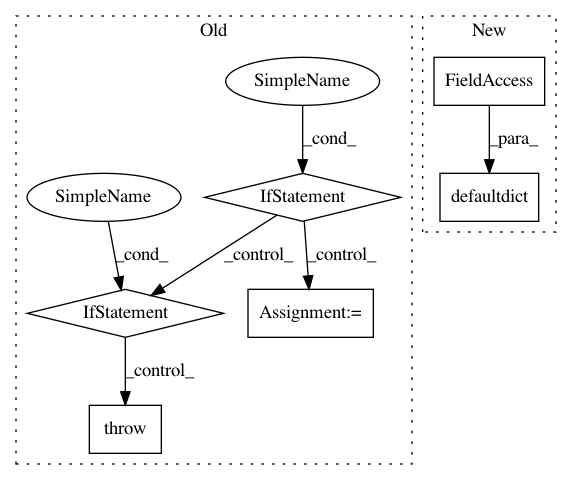 Old
New
SimpleName
FieldAccess
_cond_
_para_
SimpleName
IfStatement
defaultdict
_cond_
_control_
_control_
IfStatement
Assignment:=
_control_
throw